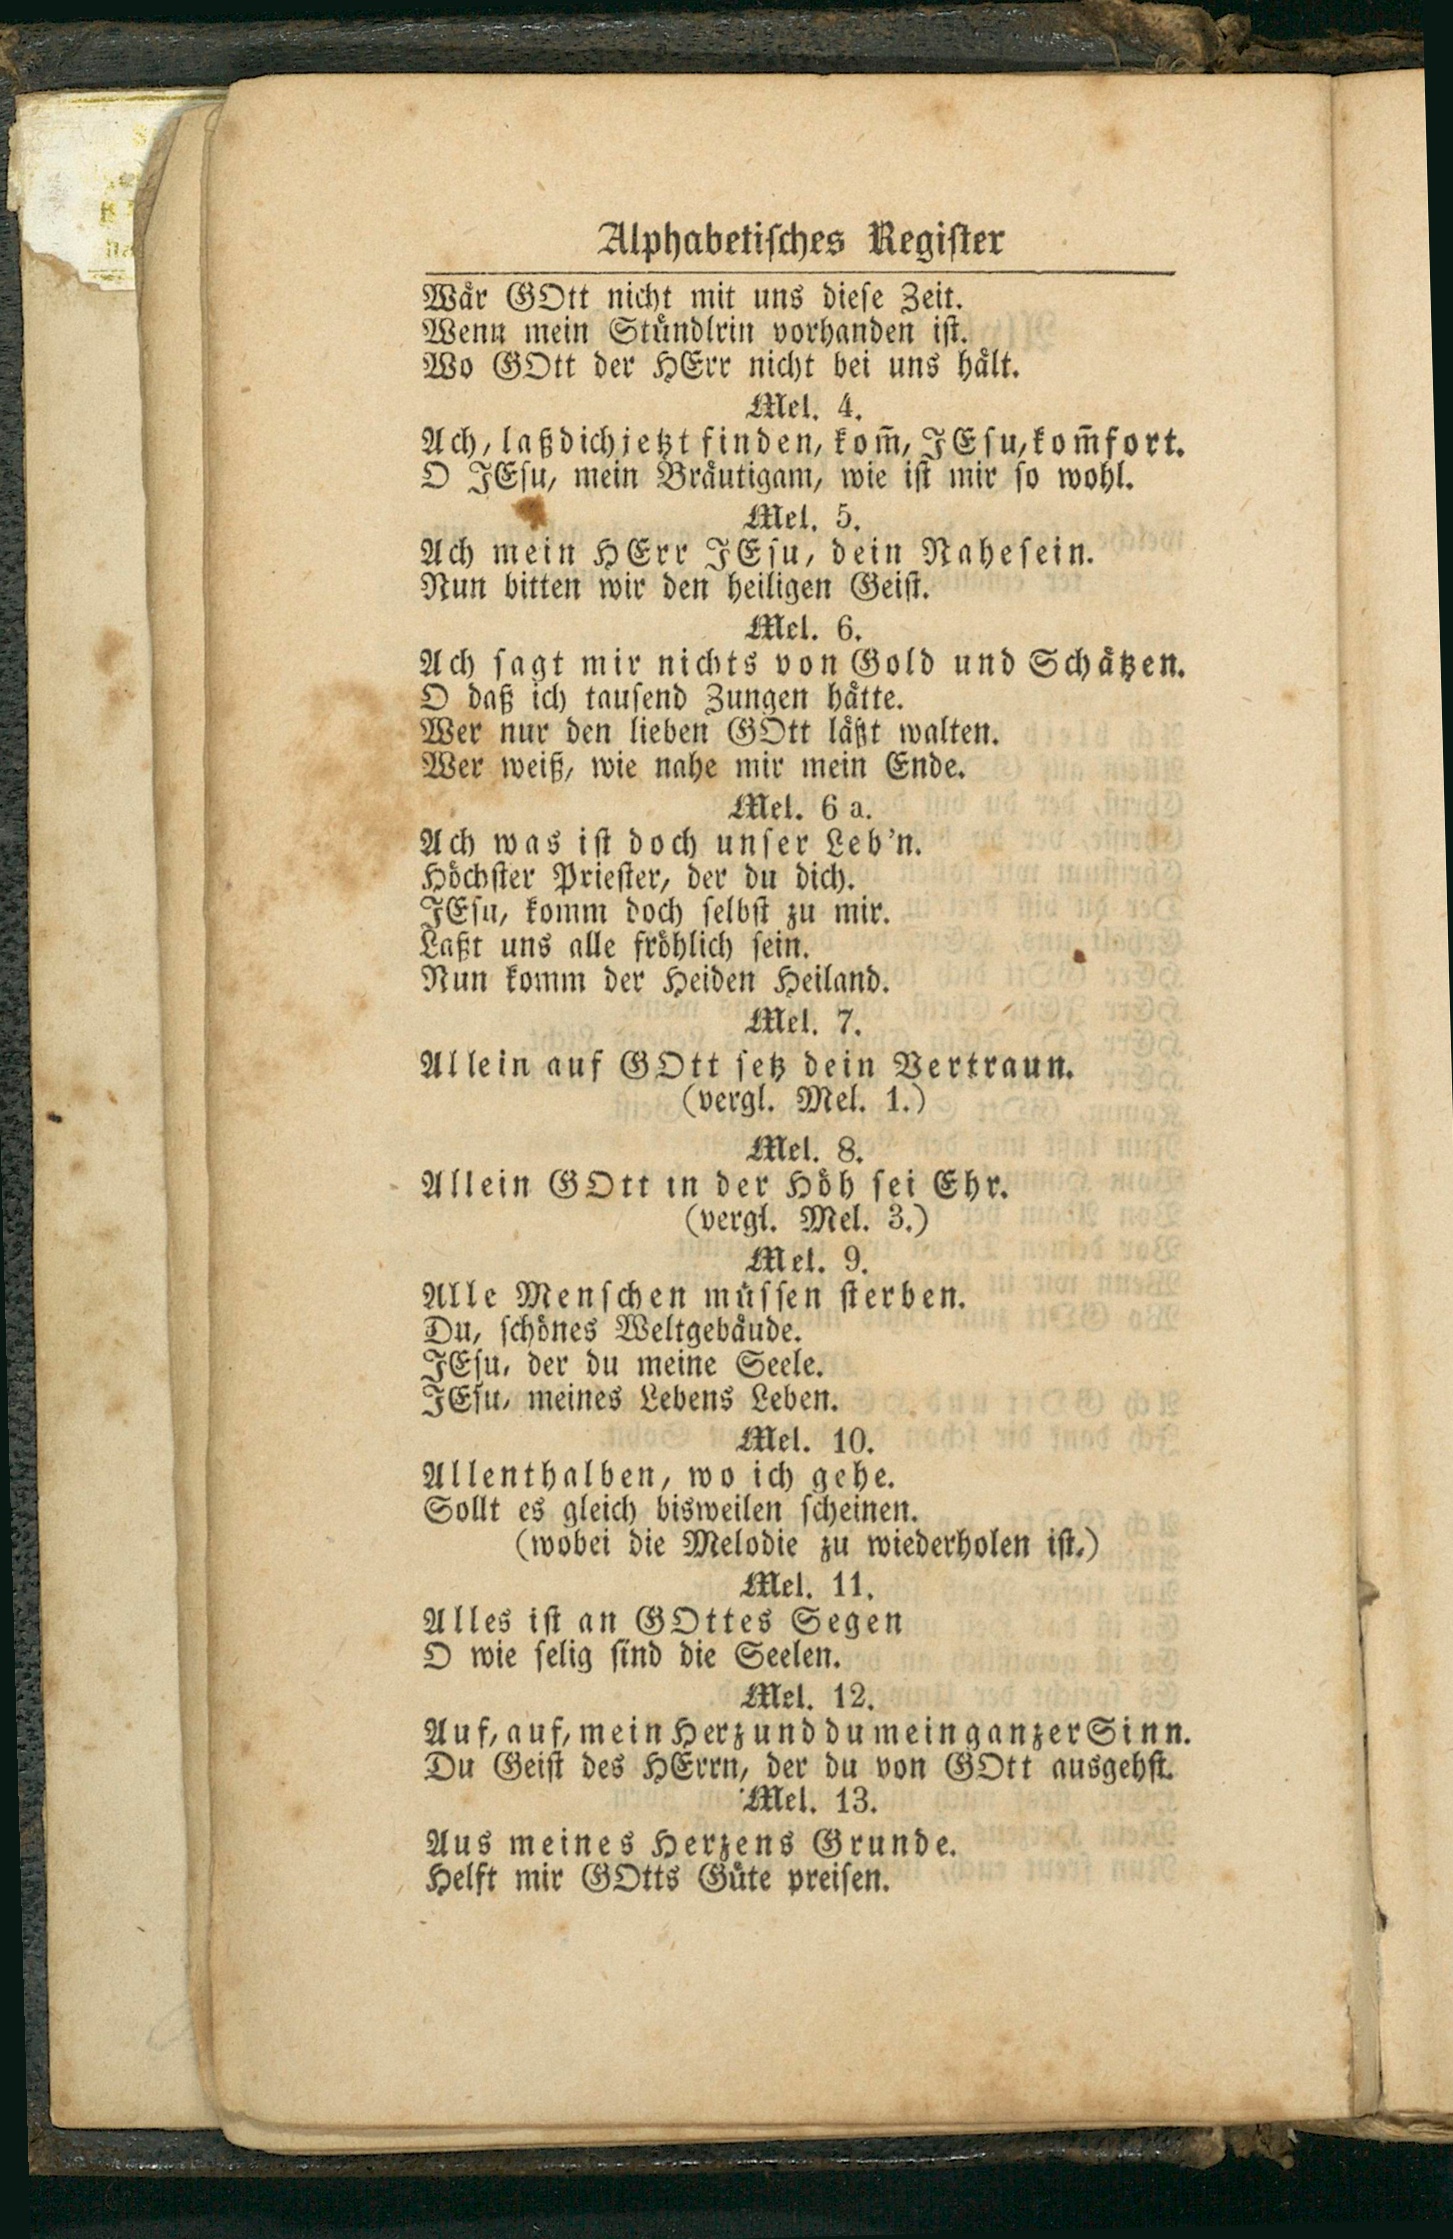 Alphabetisches Register
Wär GOtt nicht mit uns diese Zeit.
Wenn mein Stündlrin vorhanden ist.
Wo GOtt der HErr nicht bei uns hält.
Mel. 4.
Ach, laß dich jetzt finden, kom̄, JEsu, kom̄ fort.
O JEsu, mein Bräutigam, wie ist mir so wohl.
Mel. 5.
Ach mein HErr JEsu, dein Nahesein.
Nun bitten wir den heiligen Geist.
Mel. 6.
Ach sagt mir nichts von Gold und Schätzen.
O daß ich tausend Zungen hätte.
Wer nur den lieben GOtt läßt walten.
Wer weiß, wie nahe mir mein Ende.
Mel. 6 a.
Ach was ist doch unser Leb'n.
Höchster Priester, der du dich.
JEsu, komm doch selbst zu mir.
Laßt uns alle fröhlich sein.
Nun komm der Heiden Heiland.
Mel. 7.
Allein auf GOtt setz dein Vertraun.
(vergl. Mel. 1.)
Mel. 8.
Allein GOtt in der Höh sei Ehr.
(vergl. Mel. 3.)
Mel. 9.
Alle Menschen müssen sterben.
Du, schönes Weltgebäude.
JEsu, der du meine Seele.
JEsu, meines Lebens Leben.
Mel. 10.
Allenthalben, wo ich gehe.
Sollt es gleich bisweilen scheinen.
(wobei die Melodie zu wiederholen ist.)
Mel. 11.
Alles ist an GOttes Segen
O wie selig sind die Seelen.
Mel. 12.
Auf, auf, mein Herz und du mein ganzer Sinn.
Du Geist des HErrn, der du von GOtt ausgehst.
Mel. 13.
Aus meines Herzens Grunde.
Helft mir GOtts Güte preisen.